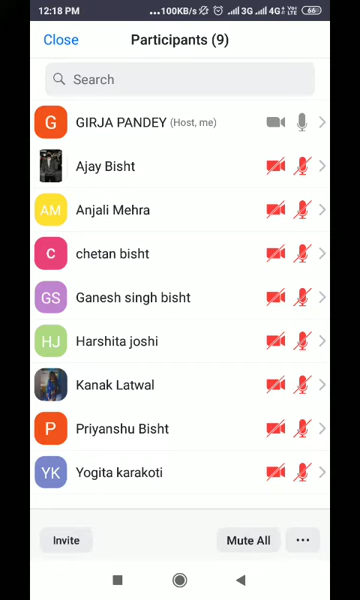 12:18 PM ...100KB/s 3G 4G VoLTE 66
Close Participants (9)
Search
G GIRJA PANDEY (Host, me)
Ajay Bisht
AM Anjali Mehra
C chetan bisht
GS Ganesh singh bisht
HJ Harshita joshi
Kanak Latwal
P Priyanshu Bisht
YK Yogita karakoti
Invite Mute All ...